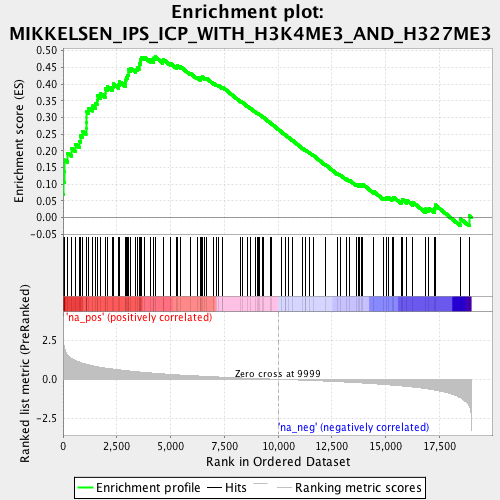 Enrichment plot:
MIKKELSEN_IPS_ICP_WITH_H3K4ME3_AND_H327ME3
Enrichment score (ES)
0.50
0.45
0.40
0.35
0.30
0.25
0.20
0.15
0.10
0.05
0.00
-0.05
'na_pos' (positively correlated)
Ranked list metric (PreRanked)
2.5
0.0
-2.5
Zero cross at 9999
'na_neg' (negatively correlated)
0
2,500
5,000
7,500
10,000
12,500
15,000
17,500
Rank in Ordered Dataset
Enrichment profile
Hits
Ranking metric scores